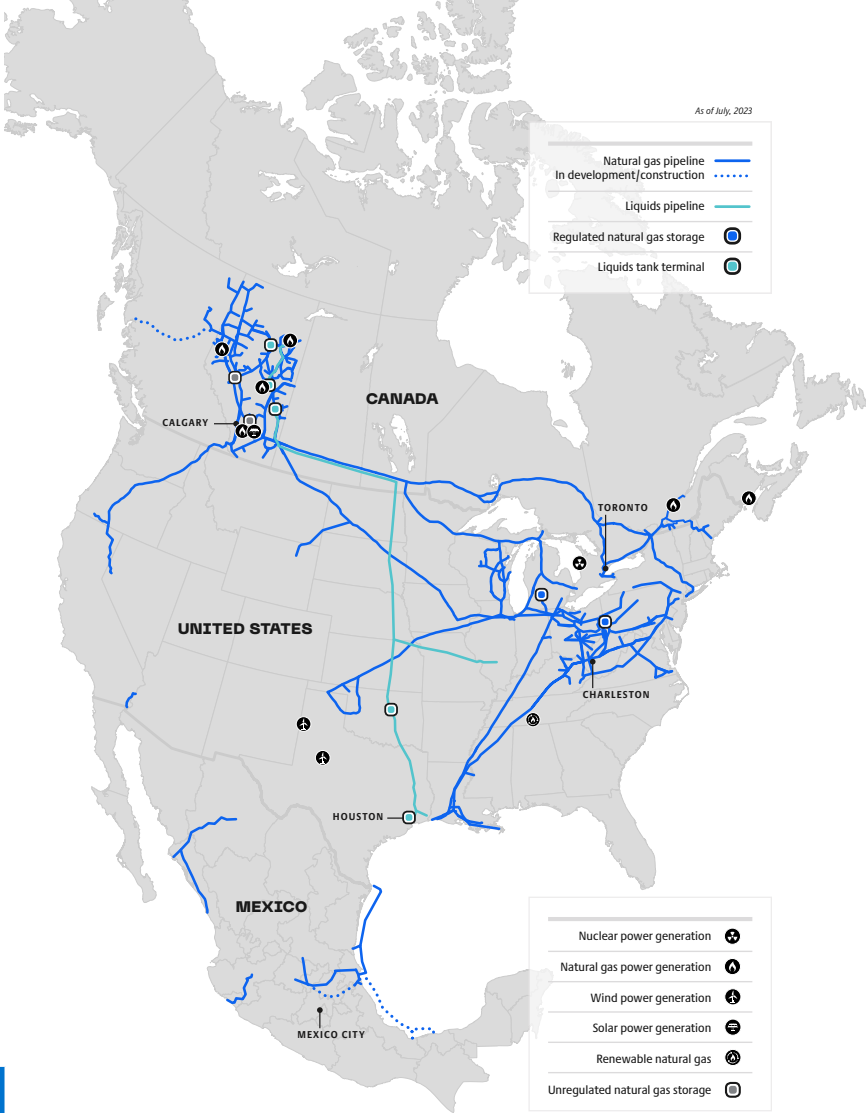 As of July, 2023
Natural gas pipeline
In development/construction
Liquids pipeline
Regulated natural gas storage
Liquids tank terminal
CANADA
CALGARY
TORONTO
UNITED STATES
CHARLESTON
HOUSTON
MEXICO
Nuclear power generation
Natural gas power generation
Wind power generation
Solar power generation
MEXICO CITY
Renewable natural gas
Unregulated natural gas storage